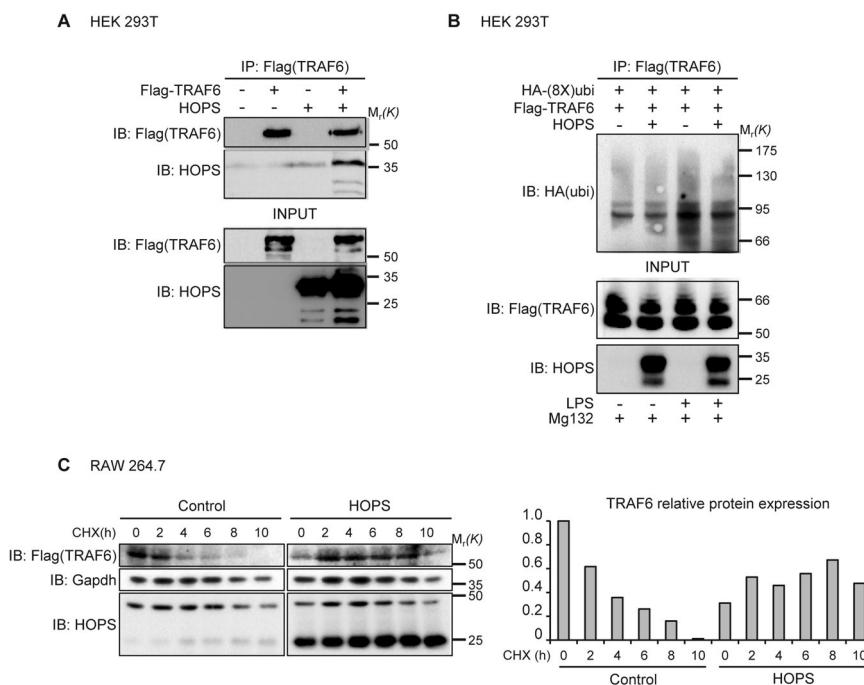 A HEK 293T
IP: Flag(TRAF6)
Flag-TRAF6 - + - +
HOPS - - + +
Mr(K)
IB: Flag(TRAF6)
50
IB: HOPS
35
INPUT
IB: Flag(TRAF6)
50
IB: HOPS
35
25
B HEK 293T
IP: Flag(TRAF6)
HA-(8X)ubi + + + +
Flag-TRAF6 + + + +
HOPS - + - +
Mr(K)
175
130
IB: HA(ubi)
95
66
INPUT
IB: Flag(TRAF6)
66
50
IB: HOPS
35
25
LPS - - + +
Mg132 + + + +
C RAW 264.7
Control HOPS
CHX(h) 0 2 4 6 8 10 0 2 4 6 8 10
Mr(K)
IB: Flag(TRAF6)
50
IB: Gapdh
35
50
IB: HOPS
25
TRAF6 relative protein expression
1.0
0.8
0.6
0.4
0.2
0
CHX (h) 0 2 4 6 8 10 0 2 4 6 8 10
Control HOPS